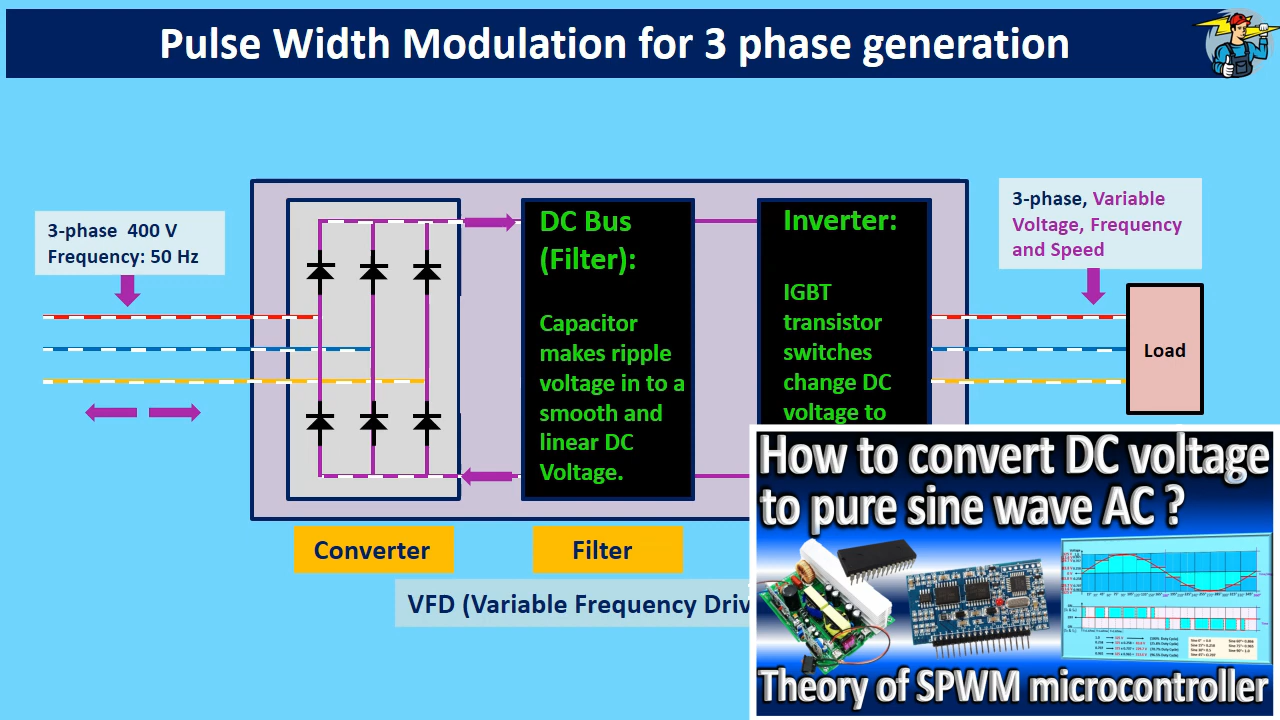 Pulse Width Modulation for 3 phase generation
3-phase  400 V
Frequency: 50 Hz
DC Bus
(Filter):
Capacitor
makes ripple
voltage in to a
smooth and
linear DC
Voltage.
Inverter:
IGBT
transistor
switches
change DC
voltage to
3-phase, Variable
Voltage, Frequency
and Speed
Load
Converter
Filter
VFD (Variable Frequency Driv
How to convert DC voltage
to pure sine wave AC ?
Theory of SPWM microcontroller